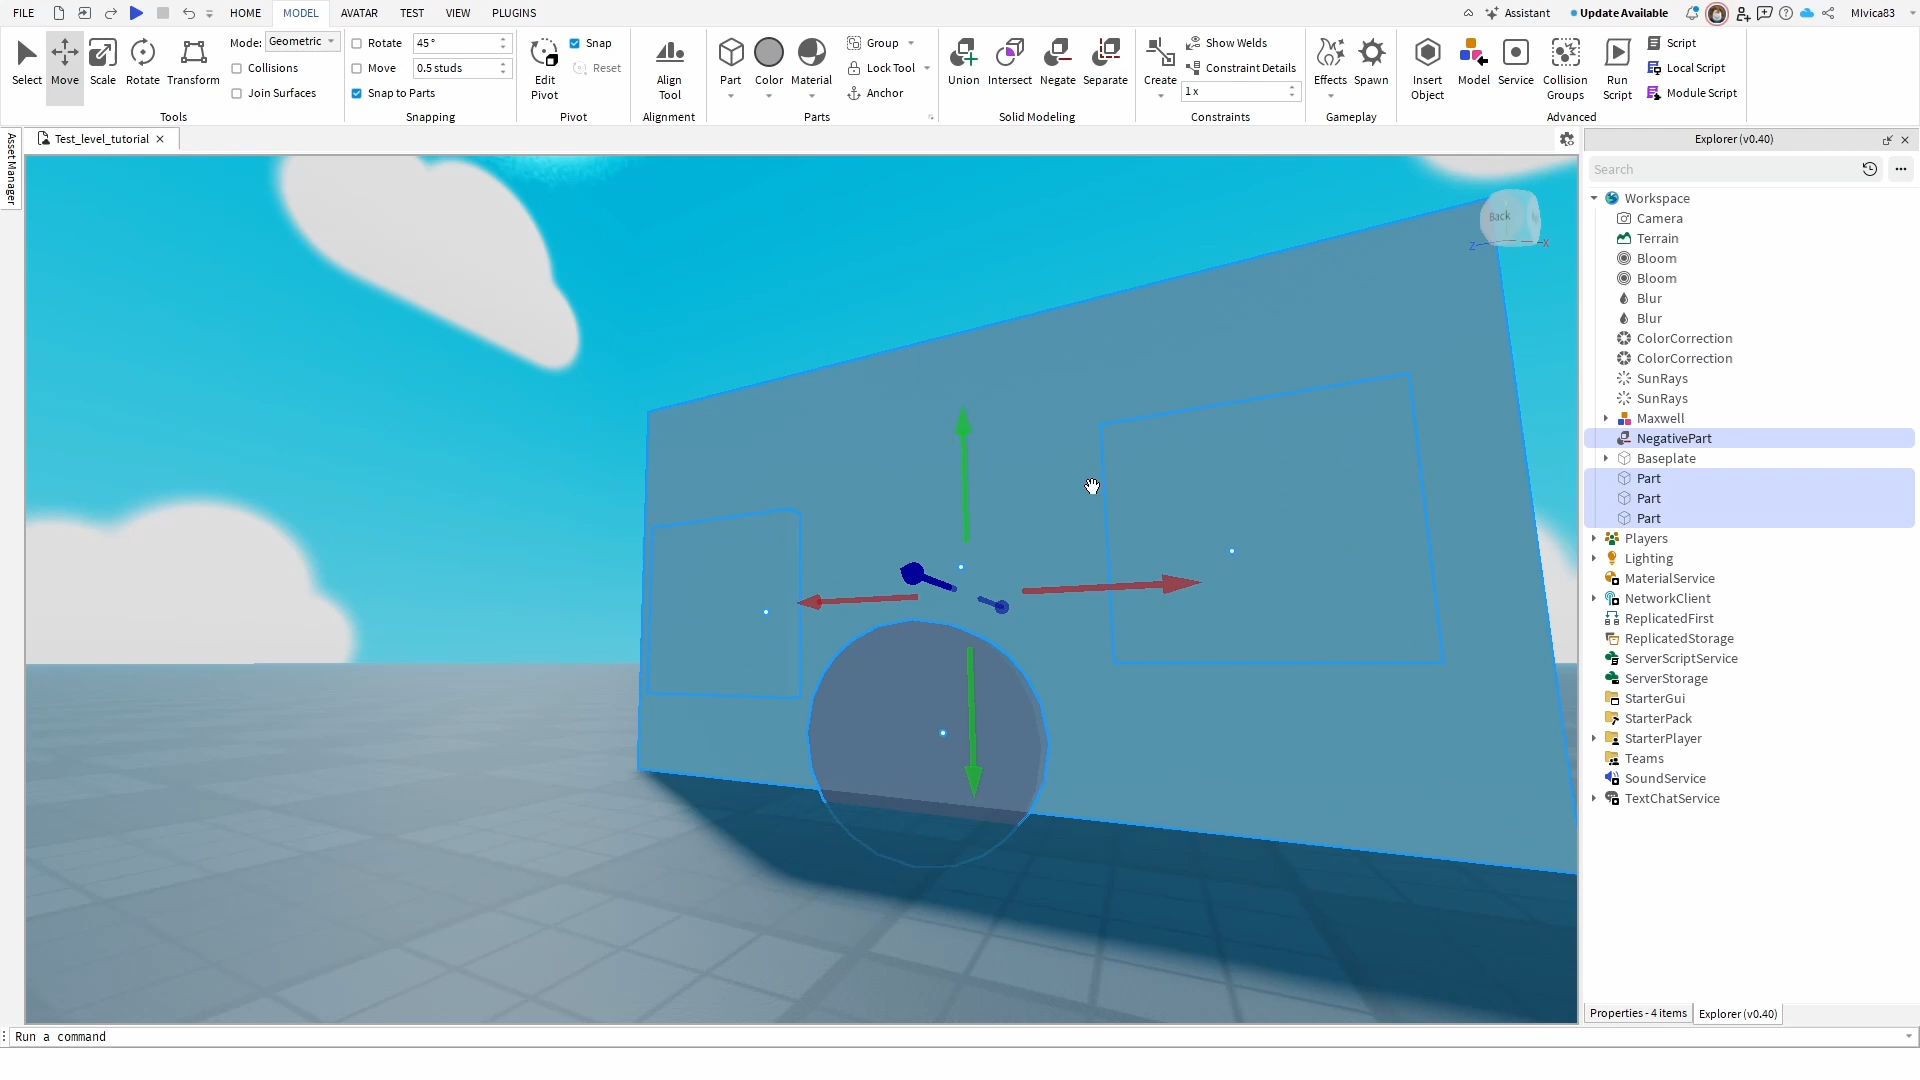 FILE HOME MODEL AVATAR TEST VIEW PLUGINS Assistant Update Available MIvica83
Select Move Scale Rotate Transform
Mode: Geometric
Collisions
Join Surfaces
Tools
Rotate 45°
Move 0.5 studs
Snap to Parts
Snapping
Edit Pivot
Snap
Reset
Pivot
Align Tool
Alignment
Part Color Material
Group
Lock Tool
Anchor
Parts
Union Intersect Negate Separate
Solid Modeling
Create
Show Welds
Constraint Details
1 x
Constraints
Effects Spawn
Gameplay
Insert Object
Model
Service
Collision Groups
Run Script
Script
Local Script
Module Script
Advanced
Asset Manager
Test_level_tutorial
Back
Z
X
Explorer (v0.40)
Search
Workspace
Camera
Terrain
Bloom
Bloom
Blur
Blur
ColorCorrection
ColorCorrection
SunRays
SunRays
Maxwell
NegativePart
Baseplate
Part
Part
Part
Players
Lighting
MaterialService
NetworkClient
ReplicatedFirst
ReplicatedStorage
ServerScriptService
ServerStorage
StarterGui
StarterPack
StarterPlayer
Teams
SoundService
TextChatService
Properties - 4 items Explorer (v0.40)
Run a command